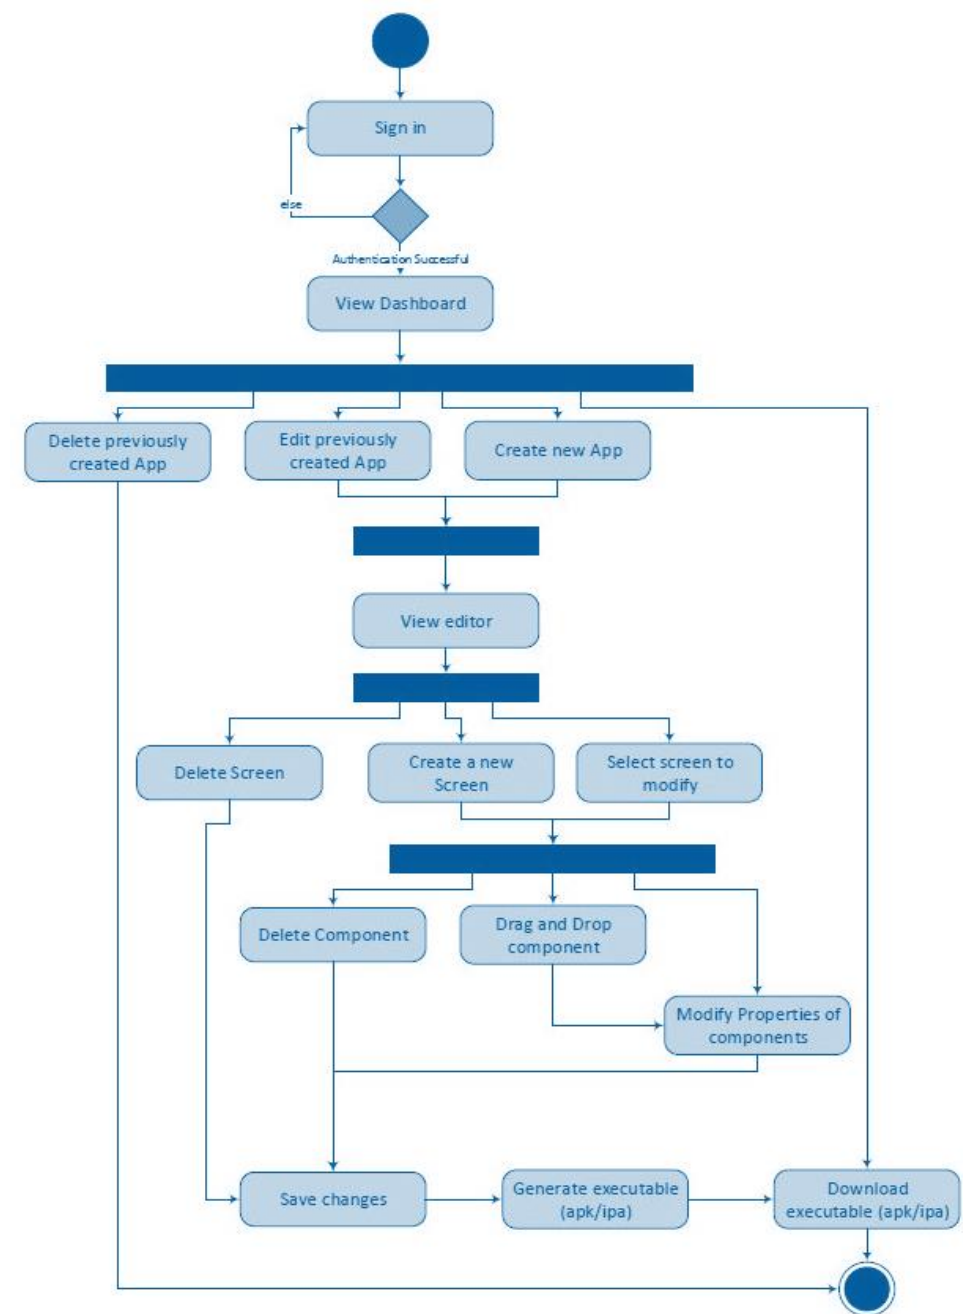 Sign in
else
Authentication Successful
View Dashboard
Delete previously
created App
Edit previously
created App
Create new App
View editor
Delete Screen
Create a new
Screen
Select screen to
modify
Delete Component
Drag and Drop
component
Modify Properties of
components
Save changes
Generate executable
(apk/ipa)
Download
executable (apk/ipa)